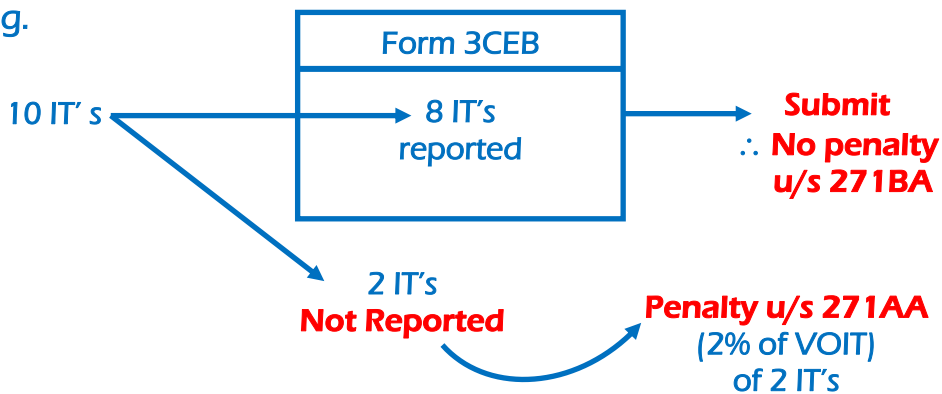 g.
Form 3CEB
10 IT' s
8 IT's
reported
Submit
∴ No penalty
u/s 271BA
2 IT's
Not Reported
Penalty u/s 271AA
(2% of VOIT)
of 2 IT's